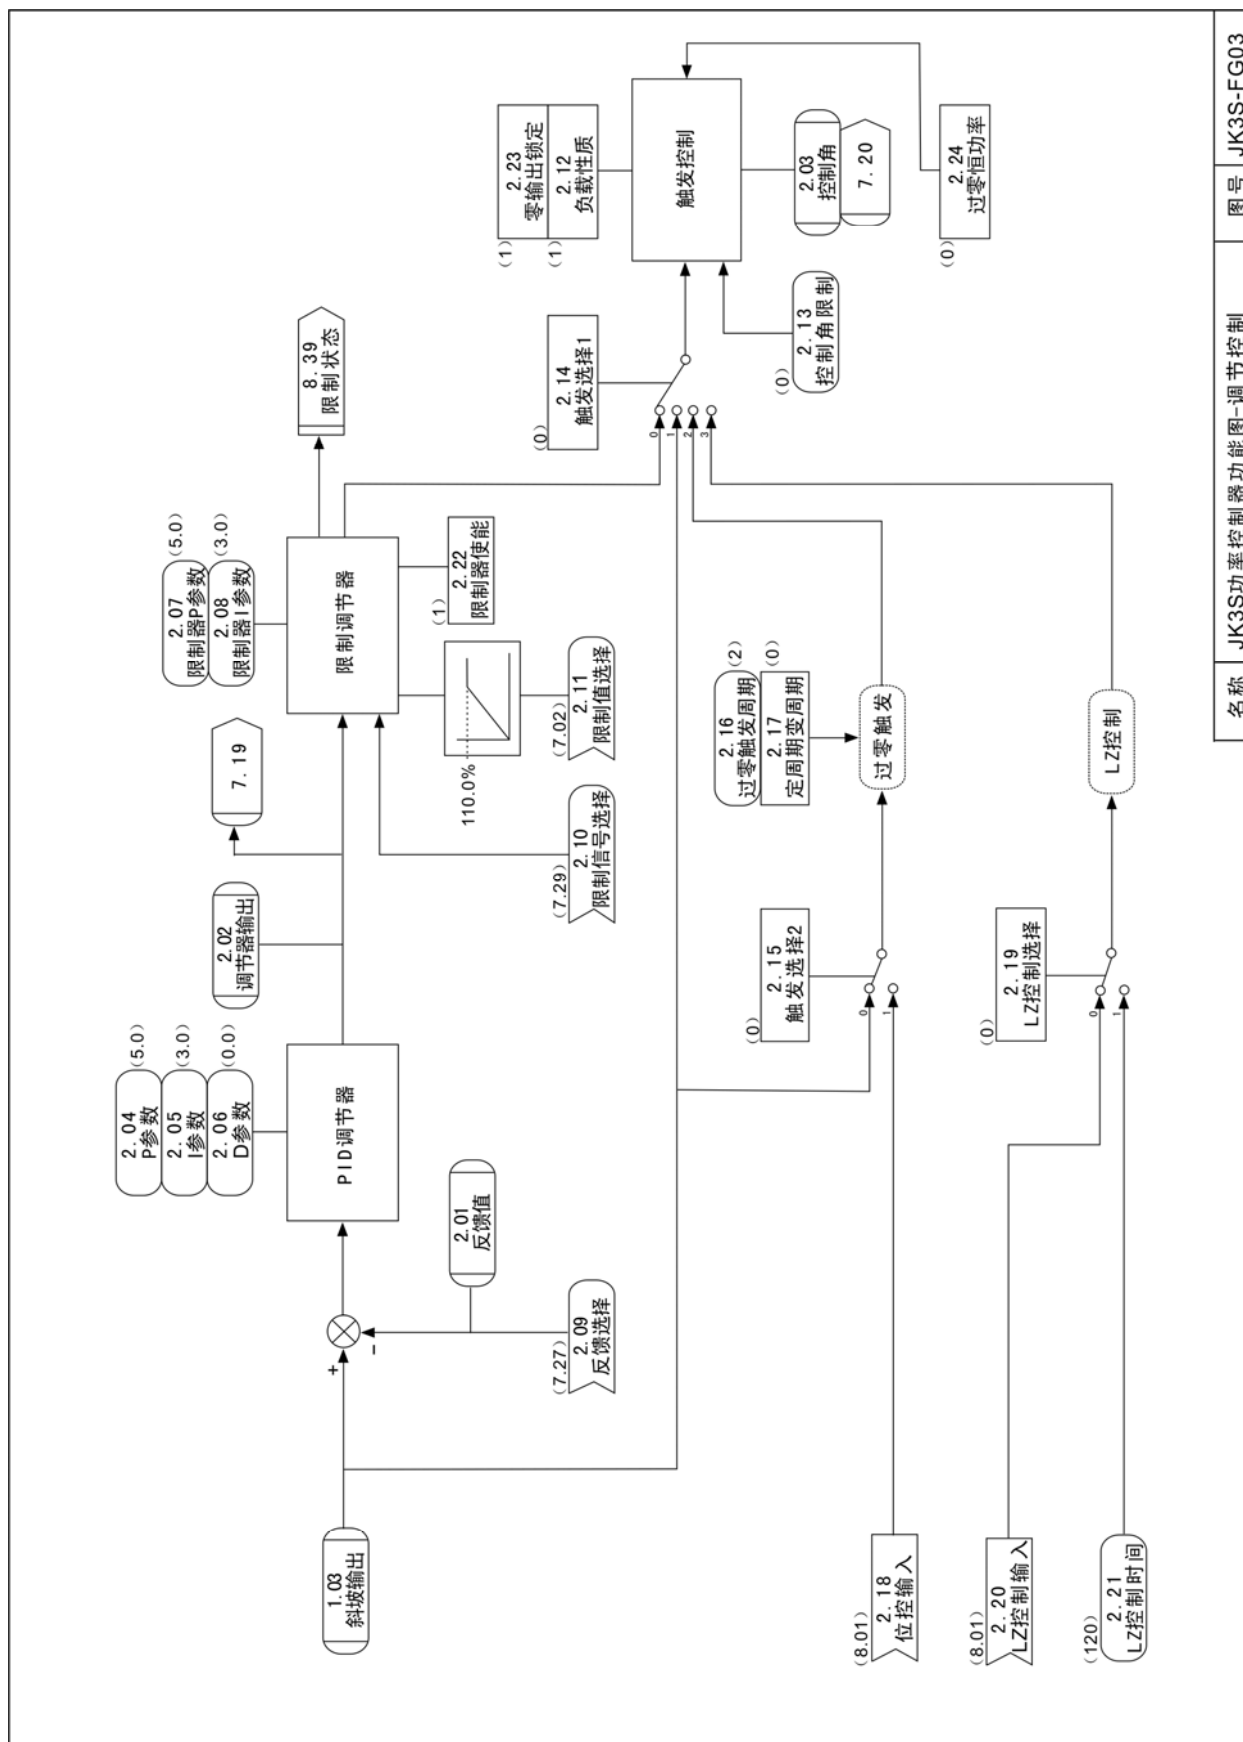 1.03
斜坡输出
+
-
(7.27)
2.09
反馈选择
2.01
反馈值
2.04
P参数
(5.0)
2.05
I参数
(3.0)
2.06
D参数
(0.0)
PID调节器
2.02
调节器输出
7.19
(7.29)
2.10
限制信号选择
110.0%
(7.02)
2.11
限制值选择
2.07
限制器P参数
(5.0)
2.08
限制器I参数
(3.0)
限制调节器
(1)
2.22
限制器使能
8.39
限制状态
(0)
2.14
触发选择1
0
1
2
3
(0)
2.13
控制角限制
(1)
2.23
零输出锁定
(1)
2.12
负载性质
触发控制
2.03
控制角
7.20
(0)
2.24
过零恒功率
(8.01)
2.18
位控输入
(0)
2.15
触发选择2
0
1
2.16
过零触发周期
(2)
2.17
定周期变周期
(0)
过零触发
(8.01)
2.20
LZ控制输入
(120)
2.21
LZ控制时间
(0)
2.19
LZ控制选择
0
1
LZ控制
名称
JK3S功率控制器功能图-调节控制
图号
JK3S-FG03